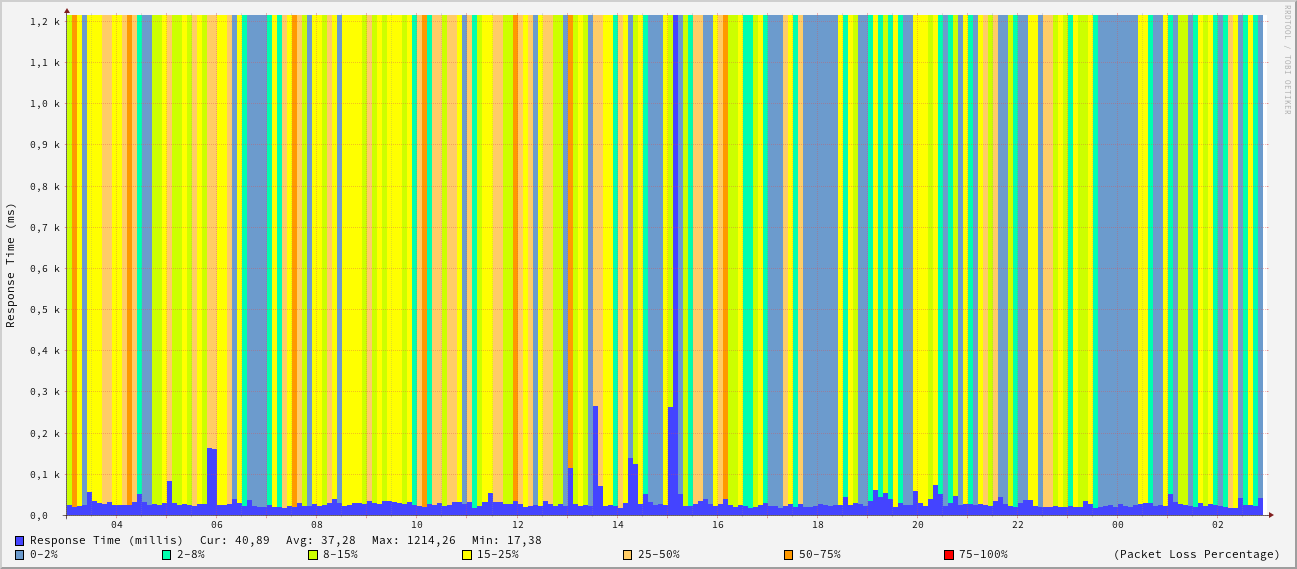 RRDTOOL / TOBI OETIKER
Response Time (ms)
1,2 k
1,1 k
1,0 k
0,9 k
0,8 k
0,7 k
0,6 k
0,5 k
0,4 k
0,3 k
0,2 k
0,1 k
0,0
04 06 08 10 12 14 16 18 20 22 00 02
Response Time (millis) Cur: 40,89 Avg: 37,28 Max: 1214,26 Min: 17,38
0-2% 2-8% 8-15% 15-25% 25-50% 50-75% 75-100% (Packet Loss Percentage)